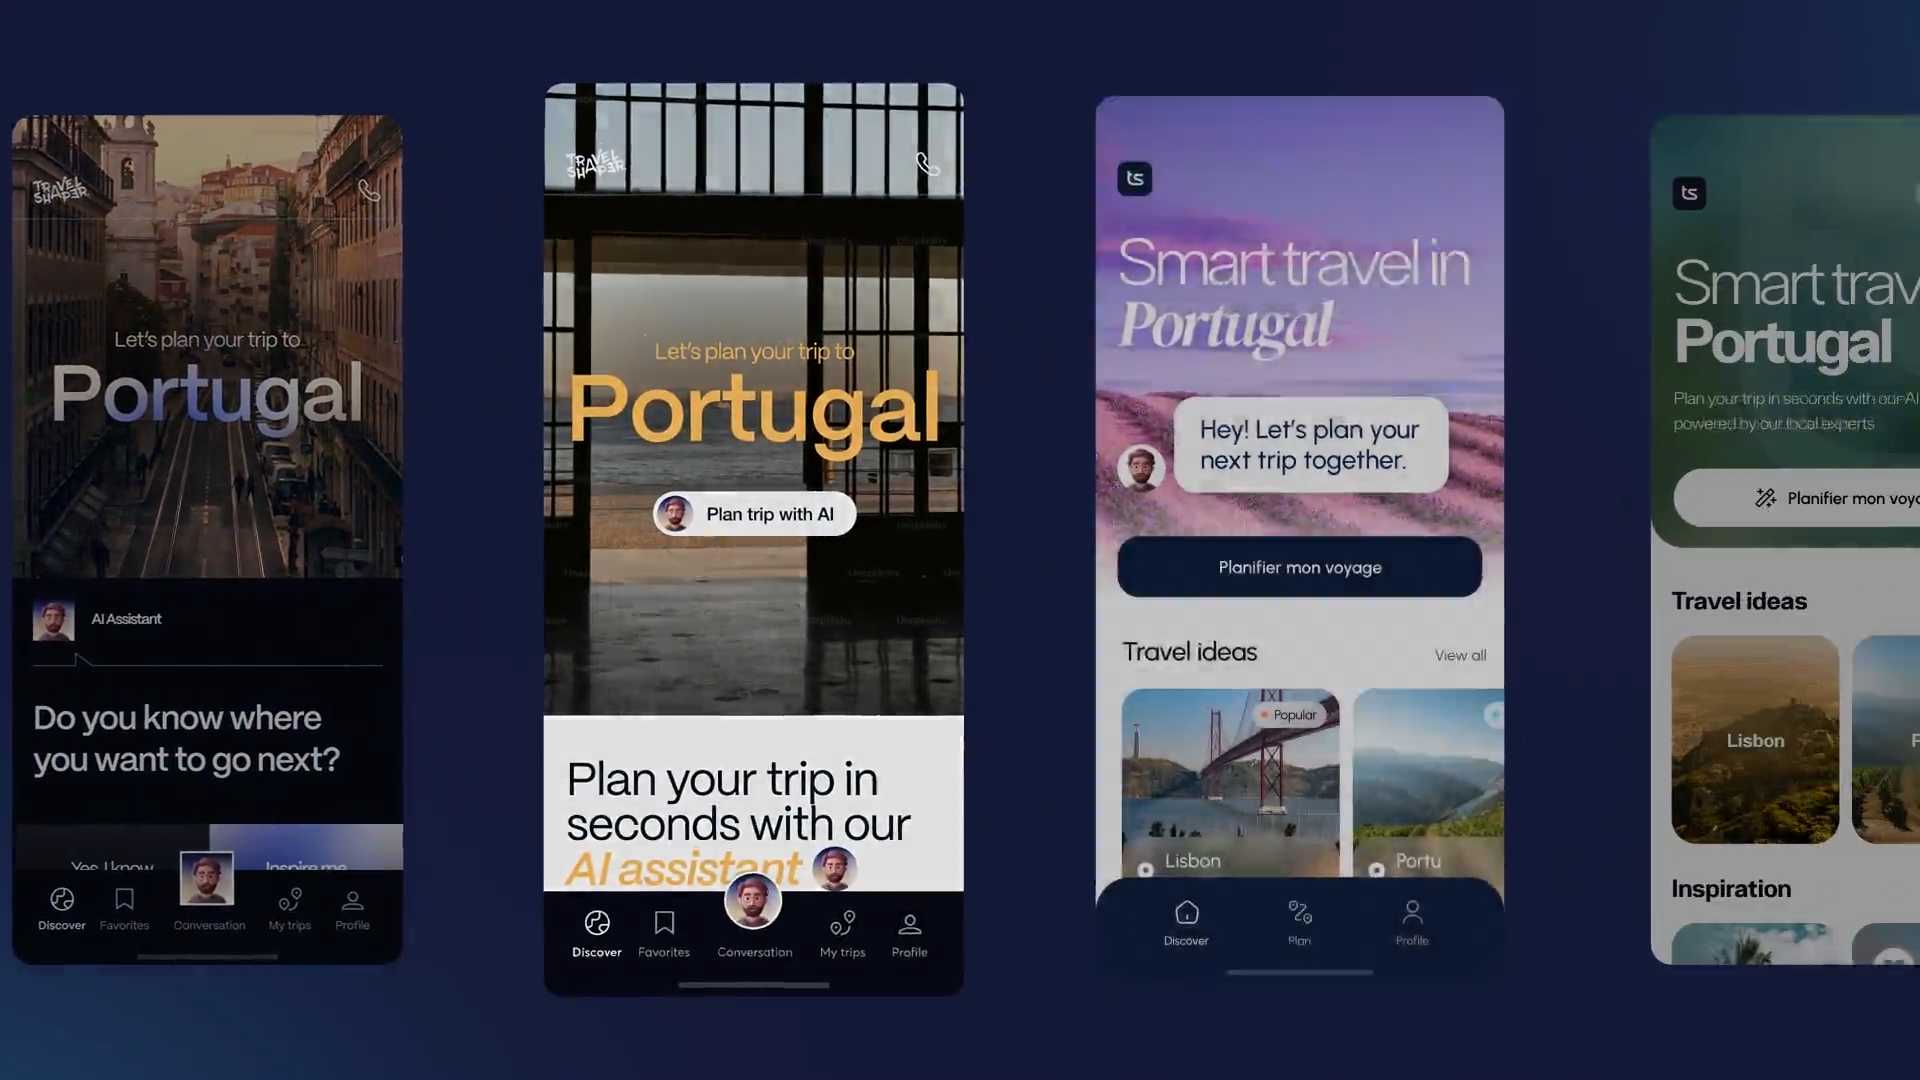 TRAVEL
SHAPER
Let's plan your trip to
Portugal
AI Assistant
Do you know where
you want to go next?
Yes I know
Inspire me
Discover
Favorites
Conversation
My trips
Profile
TRAVEL
SHAPER
Let's plan your trip to
Portugal
Plan trip with AI
Plan your trip in
seconds with our
AI assistant
Discover
Favorites
Conversation
My trips
Profile
ts
Smart travel in
Portugal
Hey! Let's plan your
next trip together.
Planifier mon voyage
Travel ideas
View all
Popular
Lisbon
Portu
Discover
Plan
Profile
ts
Smart trav
Portugal
Plan your trip in seconds with our AI
powered by our local experts
Planifier mon voya
Travel ideas
Lisbon
Inspiration